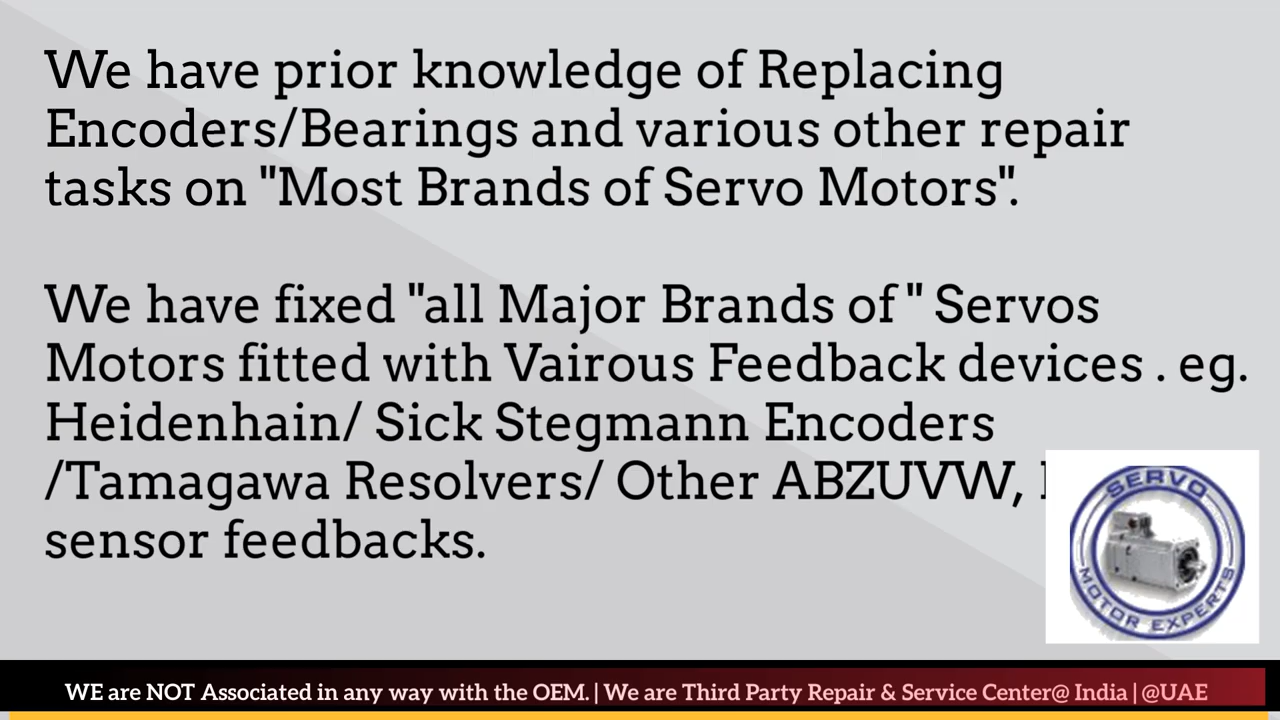 We have prior knowledge of Replacing
Encoders/Bearings and various other repair
tasks on "Most Brands of Servo Motors".
We have fixed "all Major Brands of " Servos
Motors fitted with Vairous Feedback devices . eg.
Heidenhain/ Sick Stegmann Encoders
/Tamagawa Resolvers/ Other ABZUVW,
sensor feedbacks.
SERVO
MOTOR EXPERTS
WE are NOT Associated in any way with the OEM. | We are Third Party Repair & Service Center@ India | @UAE